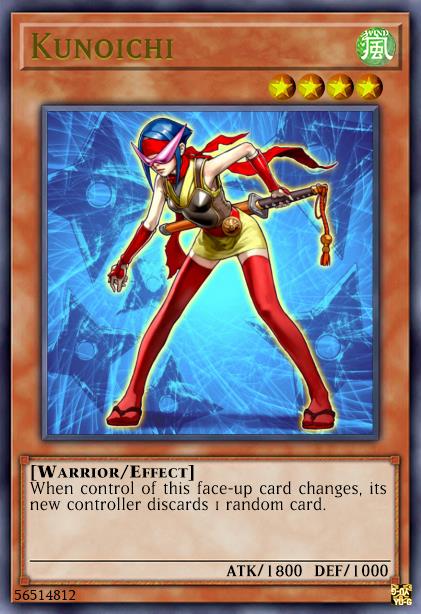 Kunoichi
WIND
風
[Warrior/Effect]
When control of this face-up card changes, its
new controller discards 1 random card.
ATK/1800 DEF/1000
56514812